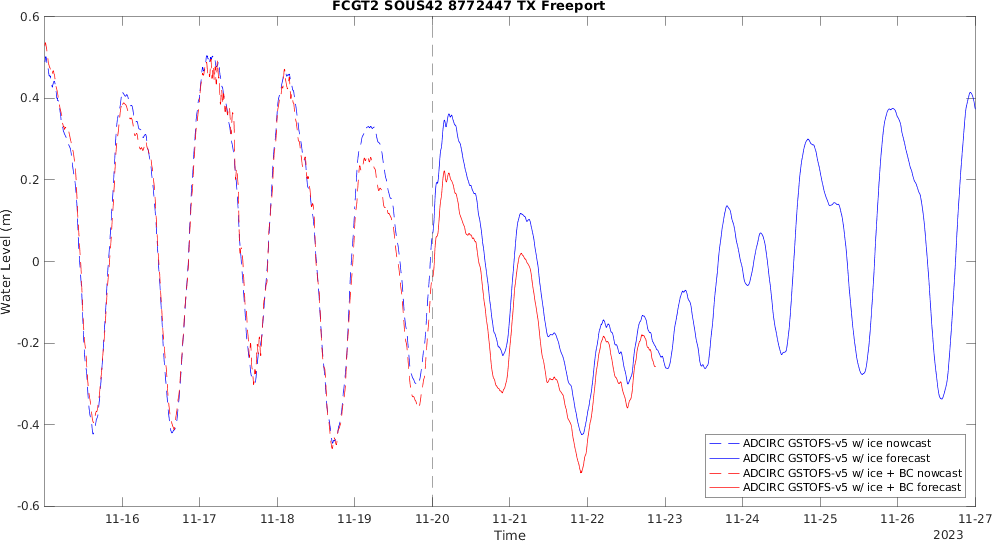 FCGT2 SOUS42 8772447 TX Freeport
0.6
0.4
0.2
0
-0.2
-0.4
-0.6
Water Level (m)
ADCIRC GSTOFS-v5 w/ ice nowcast
ADCIRC GSTOFS-v5 w/ ice forecast
ADCIRC GSTOFS-v5 w/ ice + BC nowcast
ADCIRC GSTOFS-v5 w/ ice + BC forecast
11-16 11-17 11-18 11-19 11-20 11-21 11-22 11-23 11-24 11-25 11-26 11-27
Time
2023